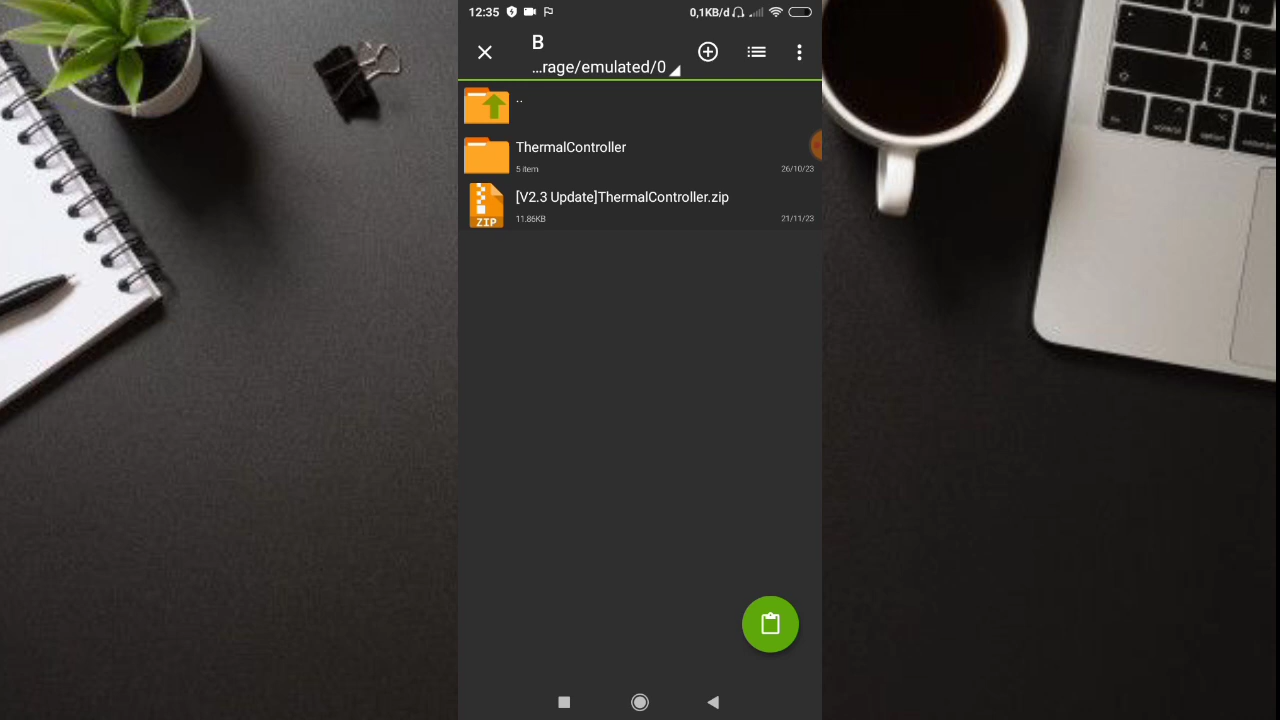 12:35
0,1KB/d
B
...rage/emulated/0
..
ThermalController
5 item
26/10/23
[V2.3 Update]ThermalController.zip
ZIP
11.86KB
21/11/23
A
S
Z
X